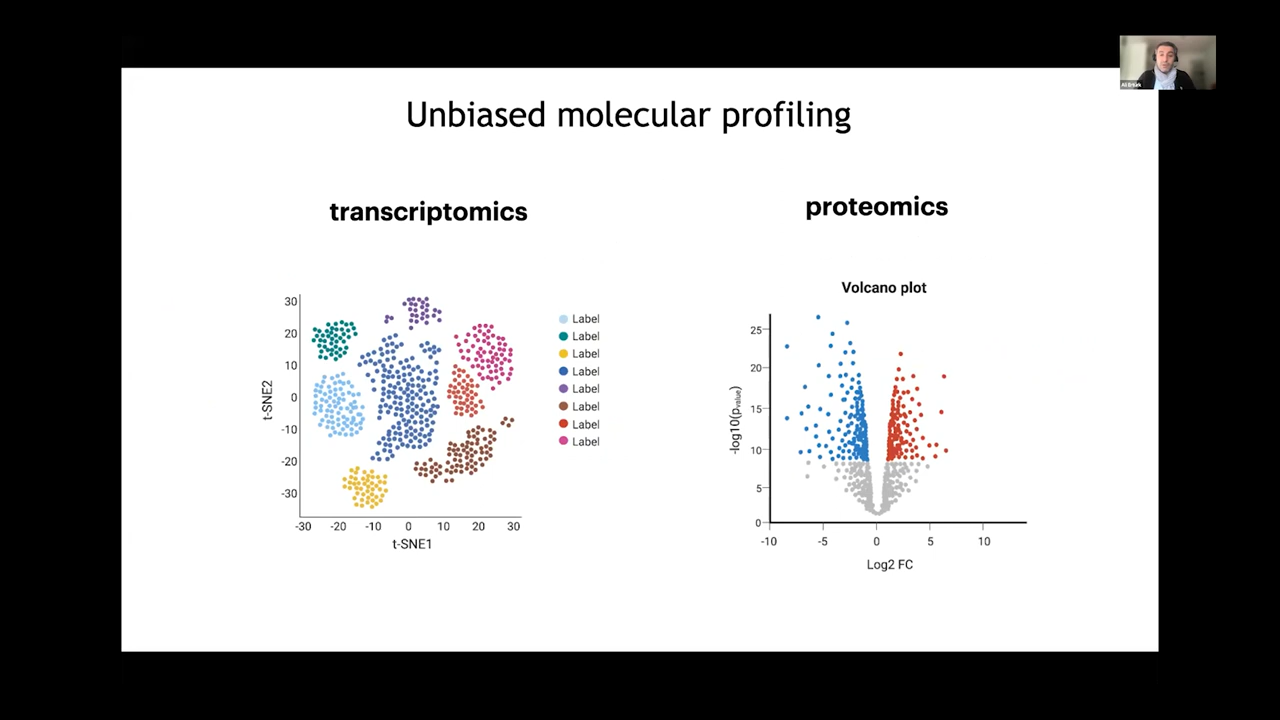 Unbiased molecular profiling
transcriptomics
30
20
10
0
-10
-20
-30
t-SNE2
-30 -20 -10 0 10 20 30
t-SNE1
Label
Label
Label
Label
Label
Label
Label
Label
proteomics
Volcano plot
25
20
15
10
5
0
-log10(pvalue)
-10 -5 0 5 10
Log2 FC